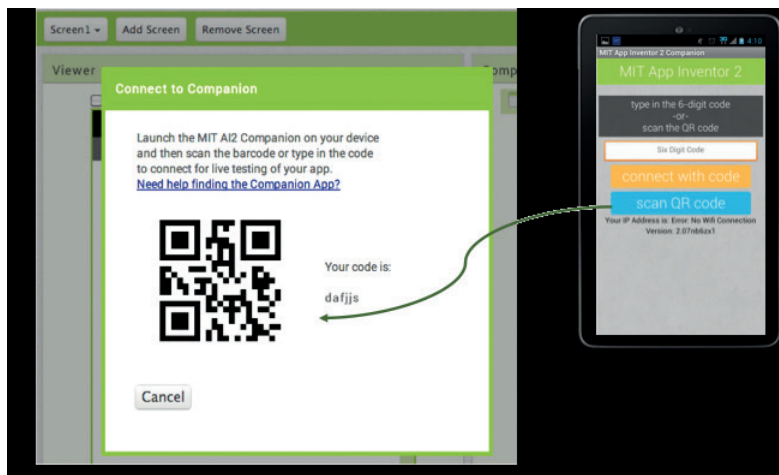 Screen1
Add Screen
Remove Screen
Viewer
Comp
Connect to Companion
Launch the MIT AI2 Companion on your device
and then scan the barcode or type in the code
to connect for live testing of your app.
Need help finding the Companion App?
Your code is:
dafjjs
Cancel
4:10
MIT App Inventor 2 Companion
MIT App Inventor 2
type in the 6-digit code
-or-
scan the QR code
Six Digit Code
connect with code
scan QR code
Your IP Address is: Error: No Wifi Connection
Version: 2.07nb6zx1